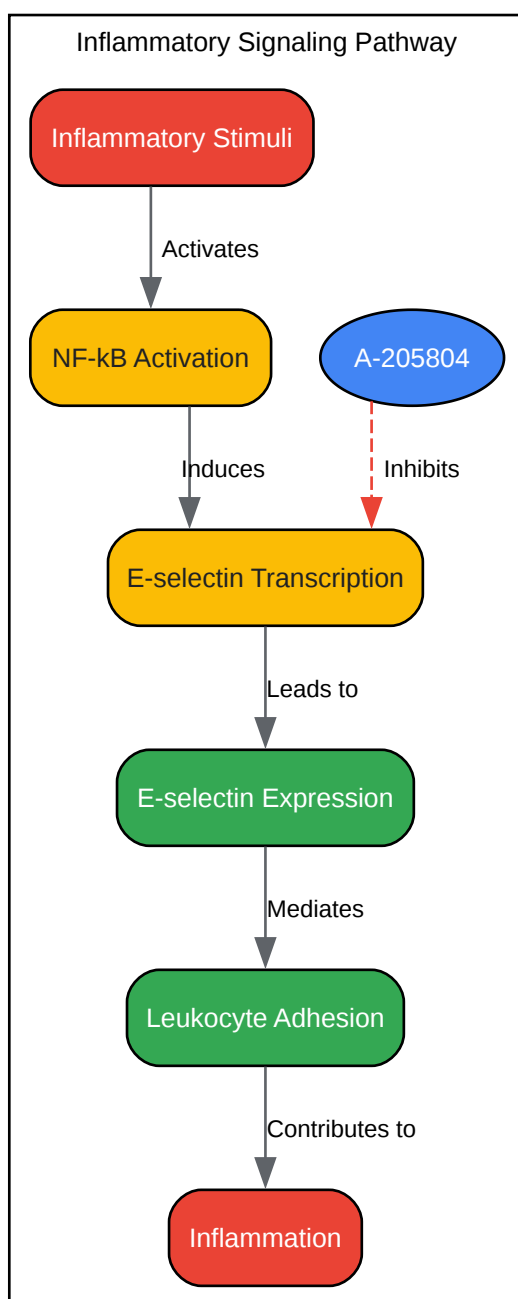 Inflammatory Signaling Pathway
Inflammatory Stimuli
Activates
NF-kB Activation
A-205804
Induces
Inhibits
E-selectin Transcription
Leads to
E-selectin Expression
Mediates
Leukocyte Adhesion
Contributes to
Inflammation